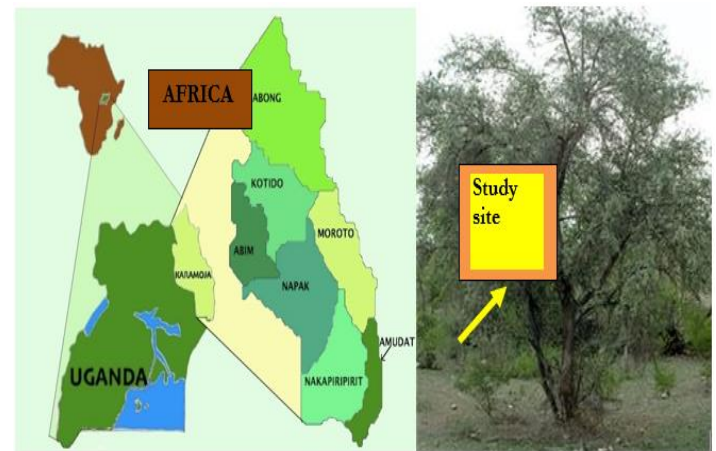 AFRICA
ABONG
KOTIDO
MOROTO
ABIM
KARAMOJA
NAPAK
AMUDAT
UGANDA
NAKAPIRIPIRIT
Study
site